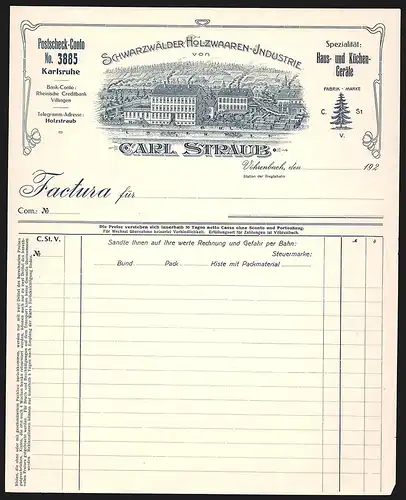 Postscheck-Conto
No. 3885
Karlsruhe
Bank-Conto:
Rheinische Creditbank
Villingen
Telegramm-Adresse:
Holzstraub
SCHWARZWÄLDER HOLZWAAREN-INDUSTRIE
von
CARL STRAUB.
Spezialität:
Haus- und Küchen-
Geräte
FABRIK-MARKE
C. St
V.
Vöhrenbach, den 192
Station der Bregtalbahn
Factura für
Com: №
Die Preise verstehen sich innerhalb 30 Tagen netto Cassa ohne Sconto und Portoabzug.
Für Wechsel übernehme keinerlei Verbindlichkeit. Erfüllungsort für Zahlungen ist Vöhrenbach.
C. St. V.
№
Sandte Ihnen auf Ihre werte Rechnung und Gefahr per Bahn:
Steuermarke:
Bund Pack Kiste mit Packmaterial